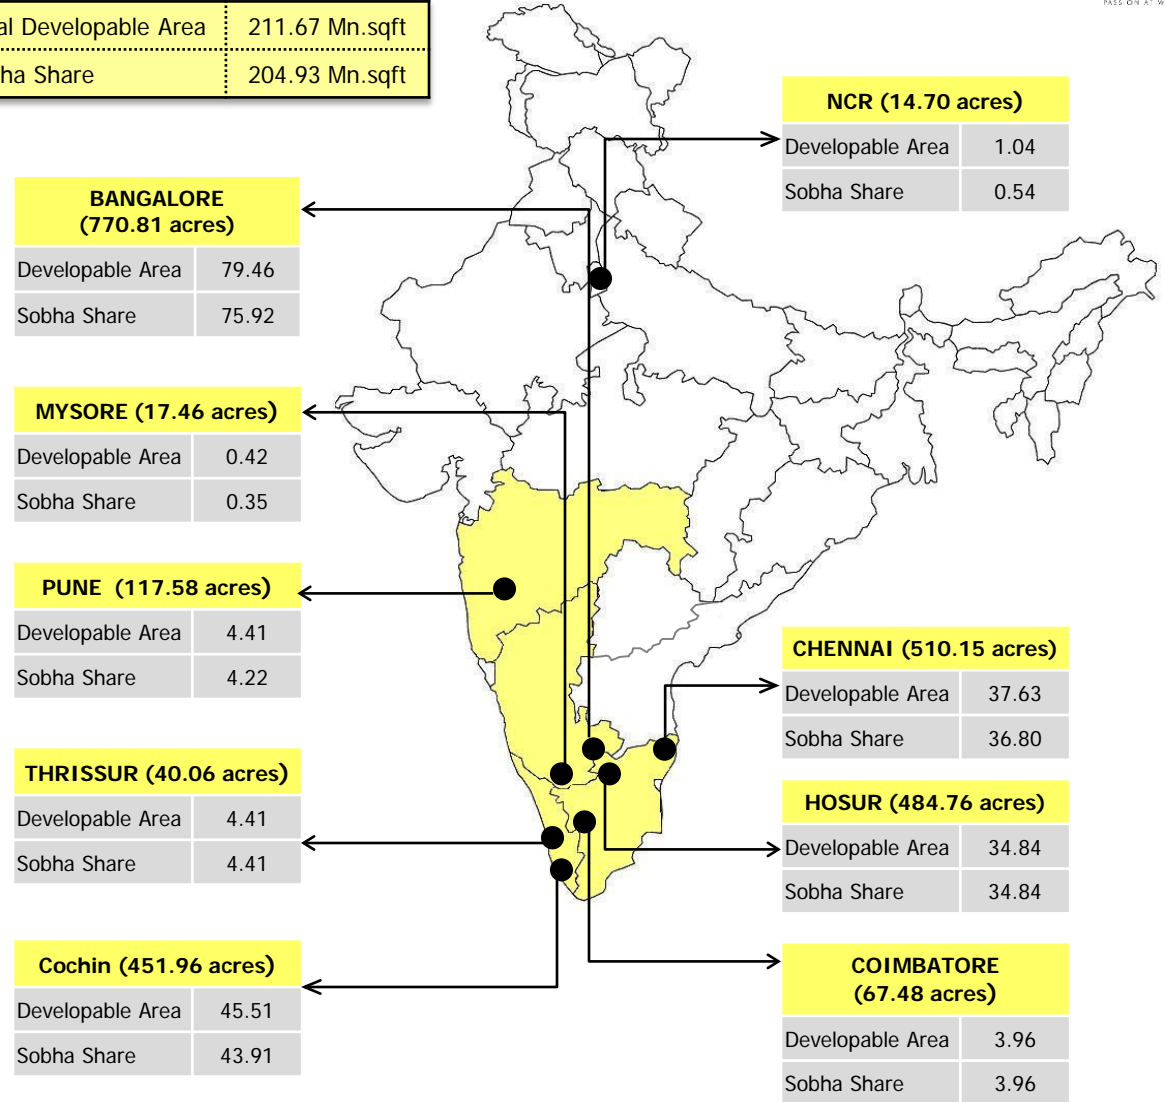 al Developable Area 211.67 Mn.sqft
ha Share 204.93 Mn.sqft
NCR (14.70 acres)
Developable Area 1.04
Sobha Share 0.54
BANGALORE
(770.81 acres)
Developable Area 79.46
Sobha Share 75.92
MYSORE (17.46 acres)
Developable Area 0.42
Sobha Share 0.35
PUNE (117.58 acres)
Developable Area 4.41
Sobha Share 4.22
CHENNAI (510.15 acres)
Developable Area 37.63
Sobha Share 36.80
THRISSUR (40.06 acres)
Developable Area 4.41
Sobha Share 4.41
HOSUR (484.76 acres)
Developable Area 34.84
Sobha Share 34.84
Cochin (451.96 acres)
Developable Area 45.51
Sobha Share 43.91
COIMBATORE
(67.48 acres)
Developable Area 3.96
Sobha Share 3.96